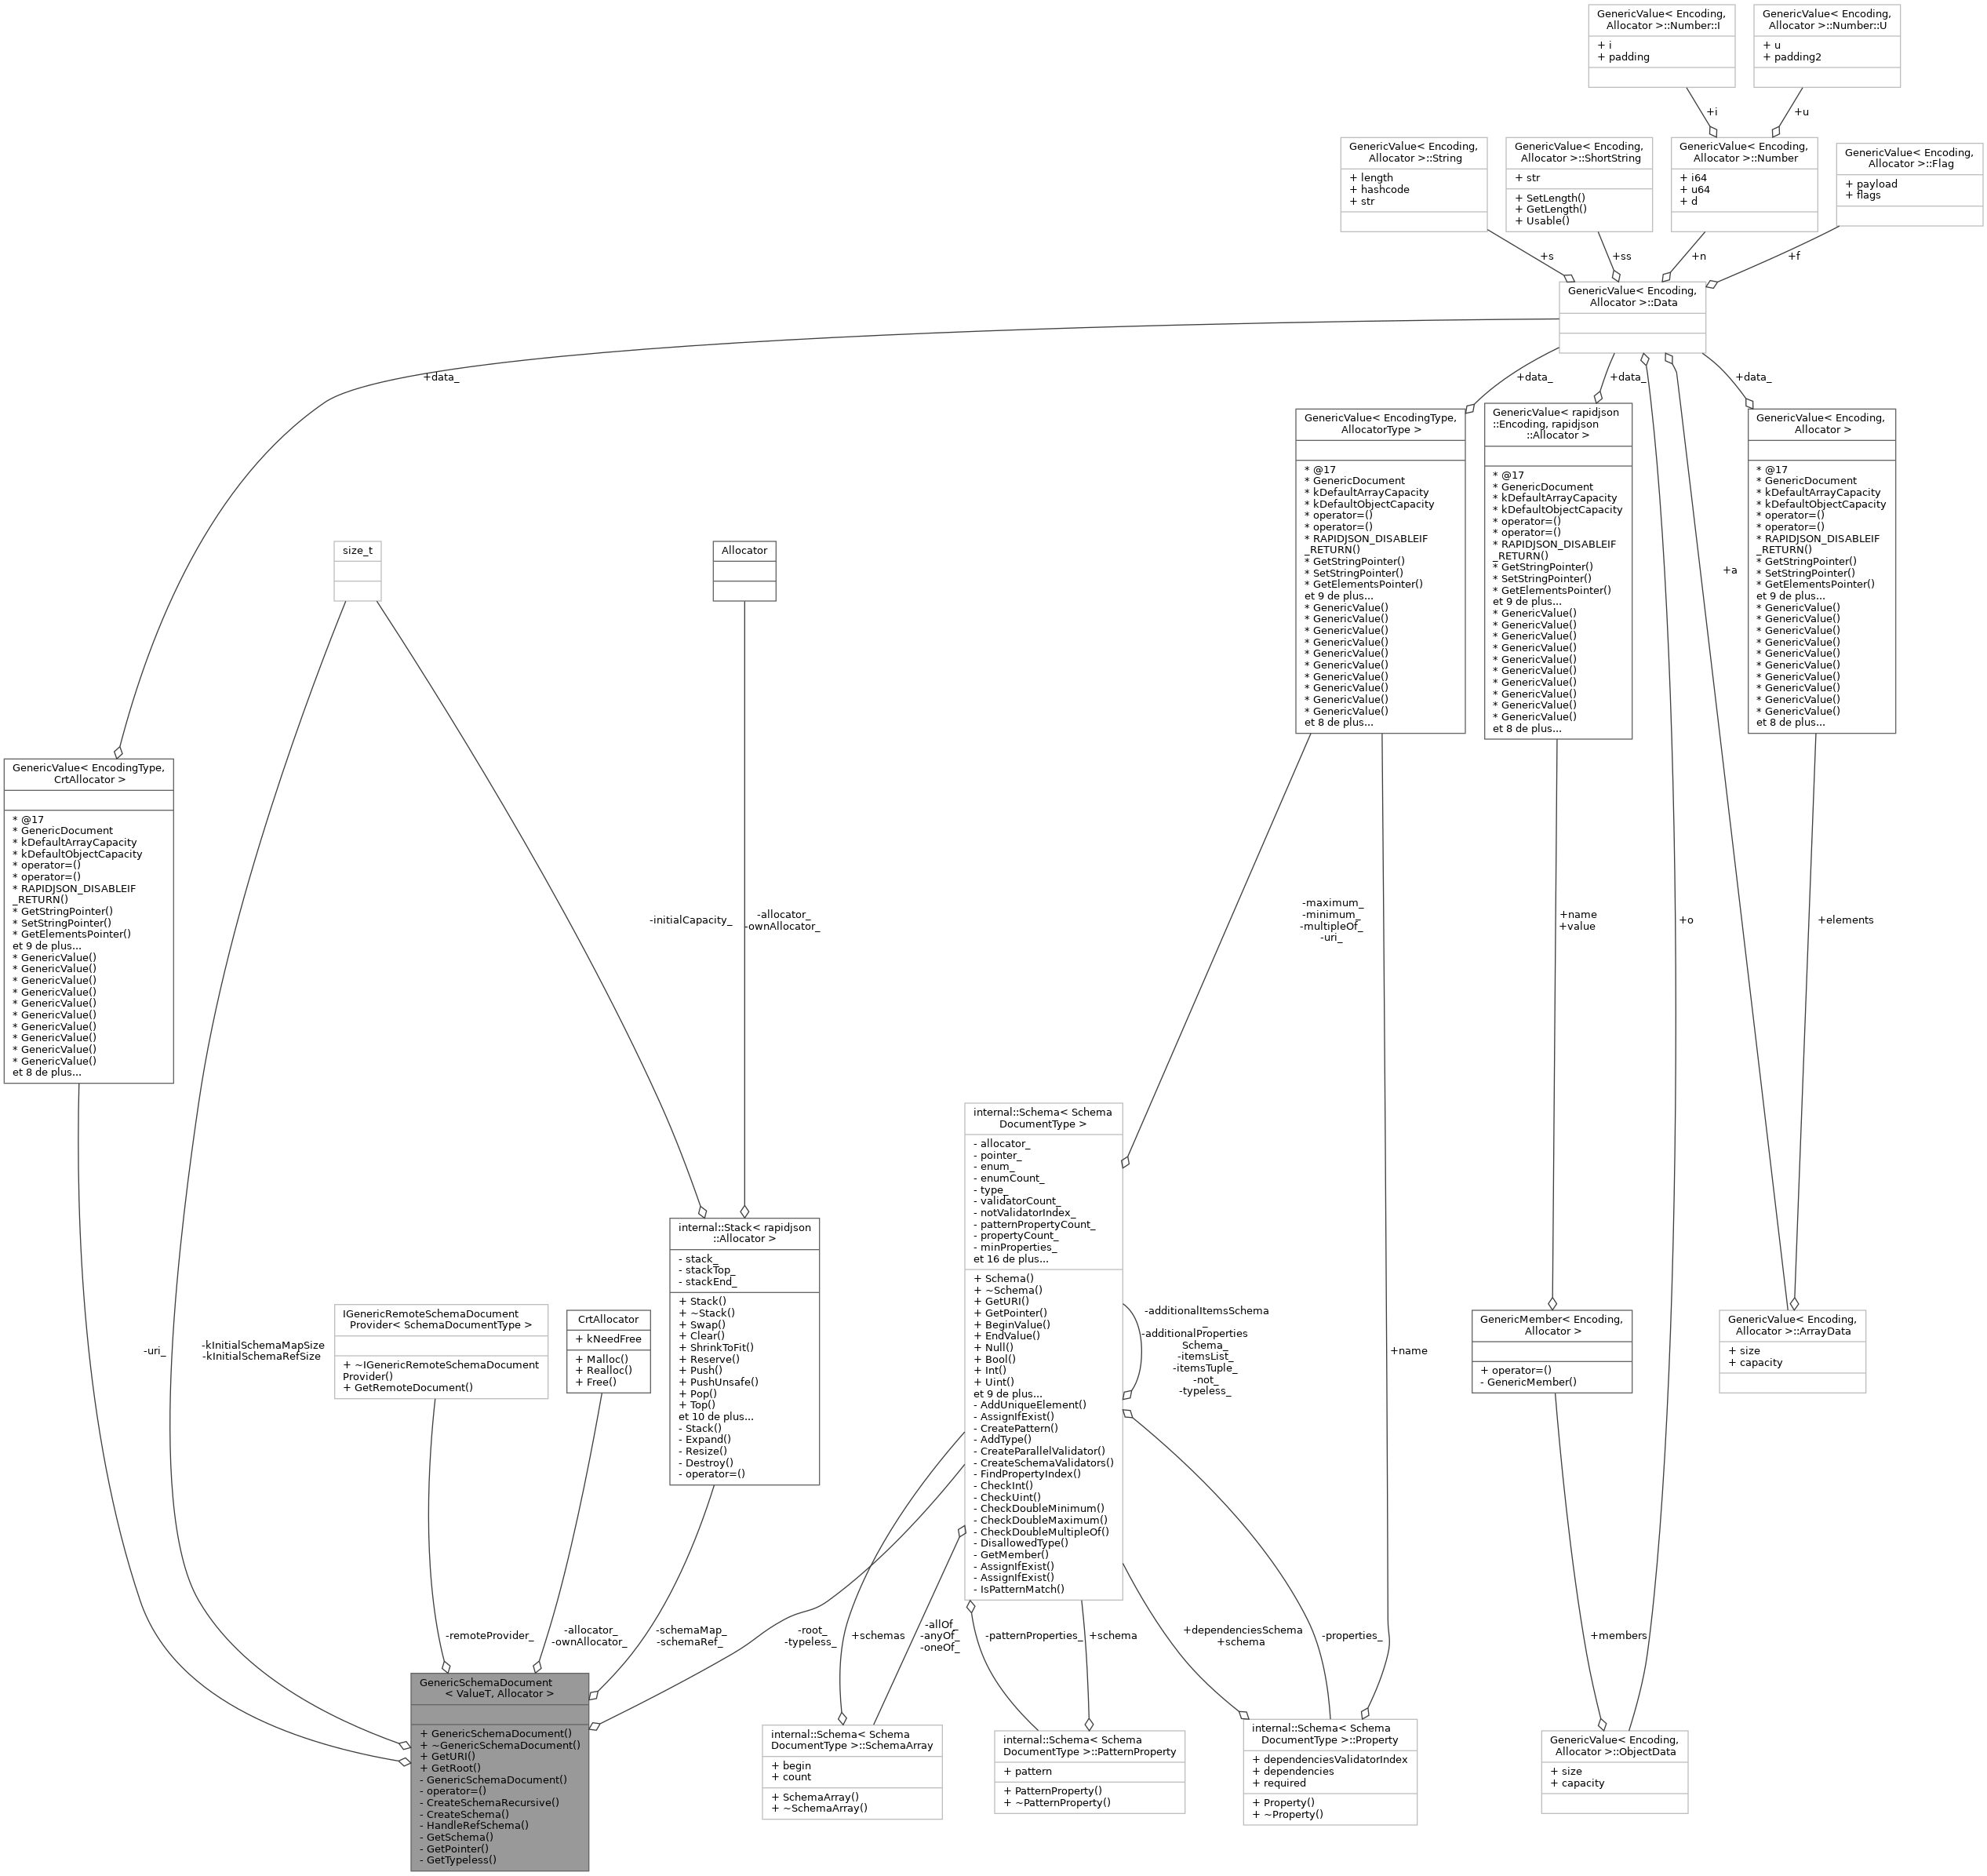 GenericValue< Encoding,
Allocator >::Number::I
+ i
+ padding
GenericValue< Encoding,
Allocator >::Number::U
+ u
+ padding2
+i
+u
GenericValue< Encoding,
Allocator >::String
+ length
+ hashcode
+ str
GenericValue< Encoding,
Allocator >::ShortString
+ str
+ SetLength()
+ GetLength()
+ Usable()
GenericValue< Encoding,
Allocator >::Number
+ i64
+ u64
+ d
GenericValue< Encoding,
Allocator >::Flag
+ payload
+ flags
+s
+ss
+n
+f
GenericValue< Encoding,
Allocator >::Data
+data_
+data_
+data_
+data_
GenericValue< EncodingType,
AllocatorType >
* @17
* GenericDocument
* kDefaultArrayCapacity
* kDefaultObjectCapacity
* operator=()
* operator=()
* RAPIDJSON_DISABLEIF
_RETURN()
* GetStringPointer()
* SetStringPointer()
* GetElementsPointer()
et 9 de plus...
* GenericValue()
* GenericValue()
* GenericValue()
* GenericValue()
* GenericValue()
* GenericValue()
* GenericValue()
* GenericValue()
* GenericValue()
* GenericValue()
et 8 de plus...
GenericValue< rapidjson
::Encoding, rapidjson
::Allocator >
* @17
* GenericDocument
* kDefaultArrayCapacity
* kDefaultObjectCapacity
* operator=()
* operator=()
* RAPIDJSON_DISABLEIF
_RETURN()
* GetStringPointer()
* SetStringPointer()
* GetElementsPointer()
et 9 de plus...
* GenericValue()
* GenericValue()
* GenericValue()
* GenericValue()
* GenericValue()
* GenericValue()
* GenericValue()
* GenericValue()
* GenericValue()
* GenericValue()
et 8 de plus...
GenericValue< Encoding,
Allocator >
* @17
* GenericDocument
* kDefaultArrayCapacity
* kDefaultObjectCapacity
* operator=()
* operator=()
* RAPIDJSON_DISABLEIF
_RETURN()
* GetStringPointer()
* SetStringPointer()
* GetElementsPointer()
et 9 de plus...
* GenericValue()
* GenericValue()
* GenericValue()
* GenericValue()
* GenericValue()
* GenericValue()
* GenericValue()
* GenericValue()
* GenericValue()
* GenericValue()
et 8 de plus...
+a
size_t
Allocator
GenericValue< EncodingType,
CrtAllocator >
* @17
* GenericDocument
* kDefaultArrayCapacity
* kDefaultObjectCapacity
* operator=()
* operator=()
* RAPIDJSON_DISABLEIF
_RETURN()
* GetStringPointer()
* SetStringPointer()
* GetElementsPointer()
et 9 de plus...
* GenericValue()
* GenericValue()
* GenericValue()
* GenericValue()
* GenericValue()
* GenericValue()
* GenericValue()
* GenericValue()
* GenericValue()
* GenericValue()
et 8 de plus...
-initialCapacity_
-allocator_
-ownAllocator_
-maximum_
-minimum_
-multipleOf_
-uri_
+name
+value
+o
+elements
internal::Schema< Schema
DocumentType >
- allocator_
- pointer_
- enum_
- enumCount_
- type_
- validatorCount_
- notValidatorIndex_
- patternPropertyCount_
- propertyCount_
- minProperties_
et 16 de plus...
+ Schema()
+ ~Schema()
+ GetURI()
+ GetPointer()
+ BeginValue()
+ EndValue()
+ Null()
+ Bool()
+ Int()
+ Uint()
et 9 de plus...
- AddUniqueElement()
- AssignIfExist()
- CreatePattern()
- AddType()
- CreateParallelValidator()
- CreateSchemaValidators()
- FindPropertyIndex()
- CheckInt()
- CheckUint()
- CheckDoubleMinimum()
- CheckDoubleMaximum()
- CheckDoubleMultipleOf()
- DisallowedType()
- GetMember()
- AssignIfExist()
- AssignIfExist()
- IsPatternMatch()
internal::Stack< rapidjson
::Allocator >
- stack_
- stackTop_
- stackEnd_
+ Stack()
+ ~Stack()
+ Swap()
+ Clear()
+ ShrinkToFit()
+ Reserve()
+ Push()
+ PushUnsafe()
+ Pop()
+ Top()
et 10 de plus...
- Stack()
- Expand()
- Resize()
- Destroy()
- operator=()
-uri_
-kInitialSchemaMapSize
-kInitialSchemaRefSize
IGenericRemoteSchemaDocument
Provider< SchemaDocumentType >
+ ~IGenericRemoteSchemaDocument
Provider()
+ GetRemoteDocument()
CrtAllocator
+ kNeedFree
+ Malloc()
+ Realloc()
+ Free()
-additionalItemsSchema
_
-additionalProperties
Schema_
-itemsList_
-itemsTuple_
-not_
-typeless_
+name
GenericMember< Encoding,
Allocator >
+ operator=()
- GenericMember()
GenericValue< Encoding,
Allocator >::ArrayData
+ size
+ capacity
-remoteProvider_
-allocator_
-ownAllocator_
-schemaMap_
-schemaRef_
-root_
-typeless_
+schemas
-allOf_
-anyOf_
-oneOf_
-patternProperties_
+schema
+dependenciesSchema
+schema
-properties_
+members
GenericSchemaDocument
< ValueT, Allocator >
+ GenericSchemaDocument()
+ ~GenericSchemaDocument()
+ GetURI()
+ GetRoot()
- GenericSchemaDocument()
- operator=()
- CreateSchemaRecursive()
- CreateSchema()
- HandleRefSchema()
- GetSchema()
- GetPointer()
- GetTypeless()
internal::Schema< Schema
DocumentType >::SchemaArray
+ begin
+ count
+ SchemaArray()
+ ~SchemaArray()
internal::Schema< Schema
DocumentType >::PatternProperty
+ pattern
+ PatternProperty()
+ ~PatternProperty()
internal::Schema< Schema
DocumentType >::Property
+ dependenciesValidatorIndex
+ dependencies
+ required
+ Property()
+ ~Property()
GenericValue< Encoding,
Allocator >::ObjectData
+ size
+ capacity